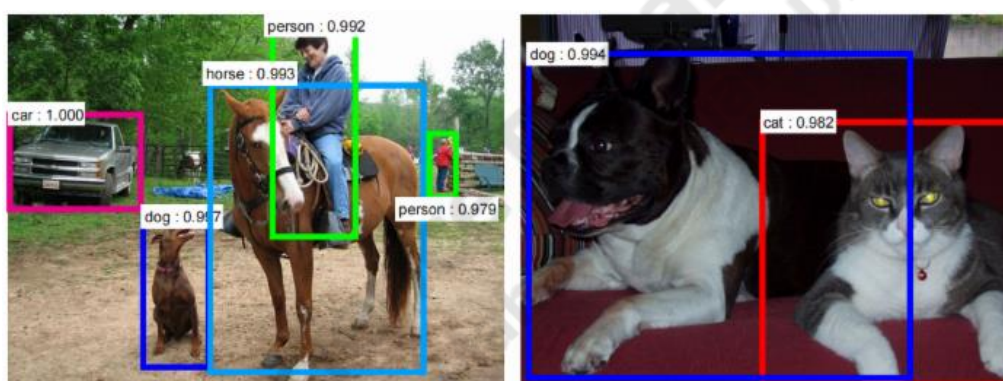 person : 0.992
horse : 0.993
car : 1.000
dog : 0.997
person : 0.979
dog : 0.994
cat : 0.982